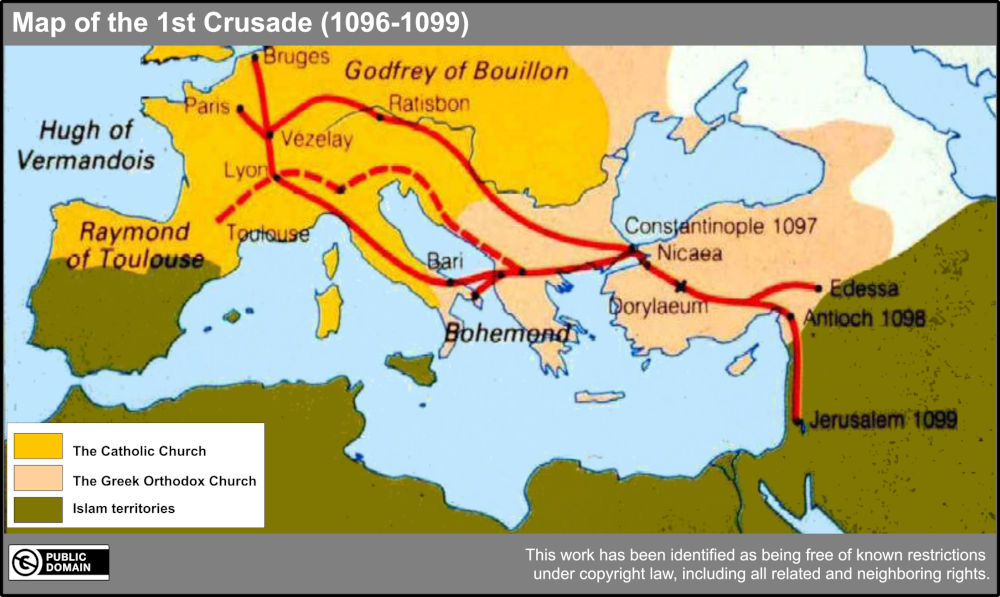 Map of the 1st Crusade (1096-1099)
Bruges
Godfrey of Bouillon
Paris
Ratisbon
Hugh of
Vermandois
Vézelay
Lyon
Raymond
of Toulouse
Toulouse
Constantinople 1097
Nicaea
Bari
Dorylaeum
Edessa
Antioch 1098
Bohemond
Jerusalem 1099
The Catholic Church
The Greek Orthodox Church
Islam territories
PUBLIC
DOMAIN
This work has been identified as being free of known restrictions
under copyright law, including all related and neighboring rights.